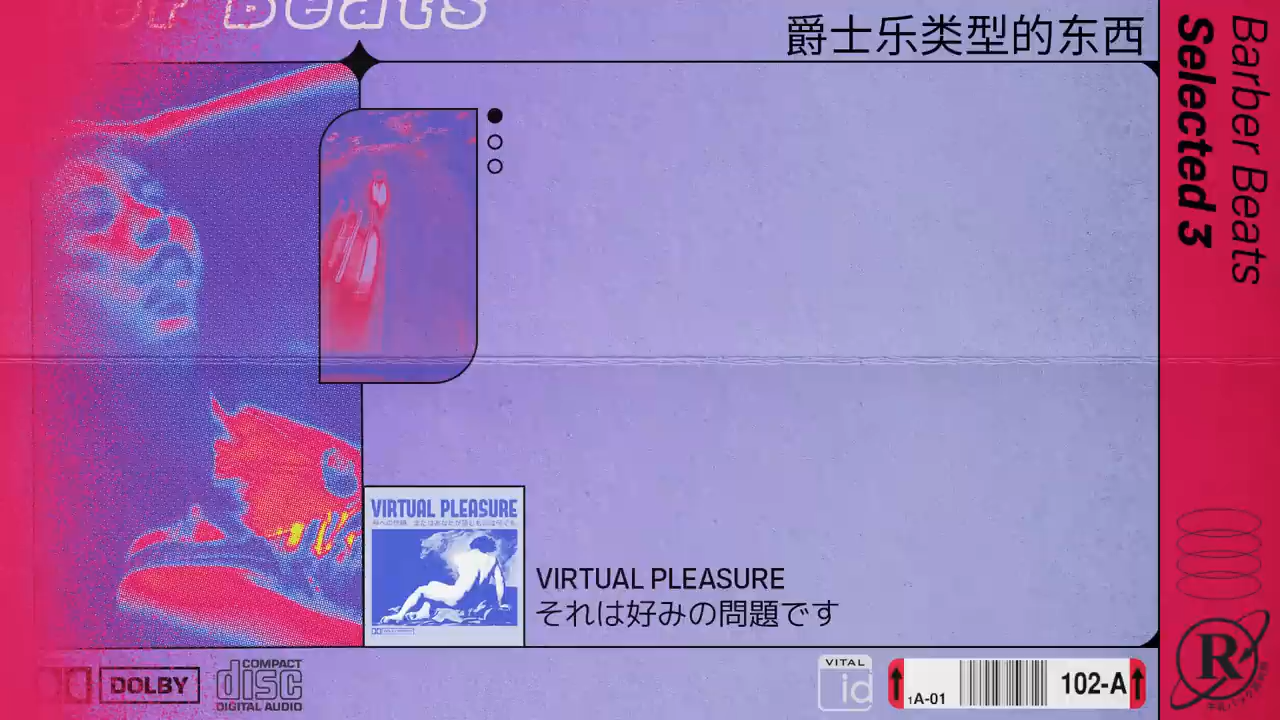 Beats
爵士乐类型的东西
Barber Beats
Selected 3
VIRTUAL PLEASURE
VIRTUAL PLEASURE
それは好みの問題です
DOLBY
COMPACT
disc
DIGITAL AUDIO
VITAL
id
1A-01
102-A
R